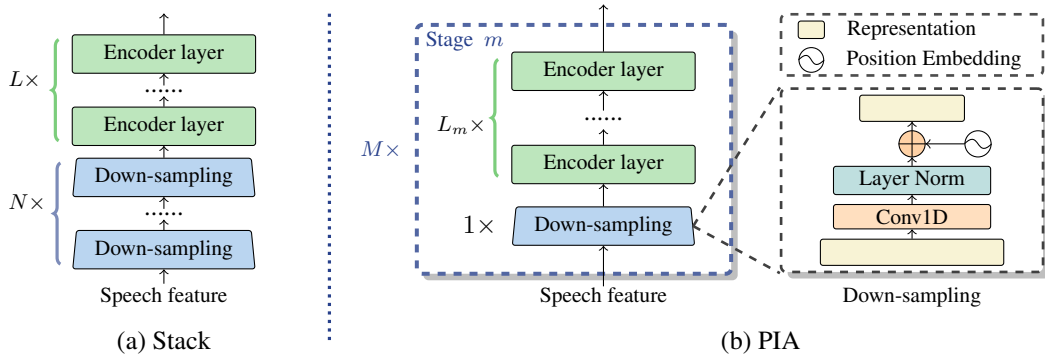 Encoder layer
......
L×
Encoder layer
Down-sampling
N×
......
Down-sampling
Speech feature
(a) Stack
Stage m
Encoder layer
......
L_m×
Encoder layer
M×
1×
Down-sampling
Speech feature
Representation
Position Embedding
Layer Norm
Conv1D
Down-sampling
(b) PIA